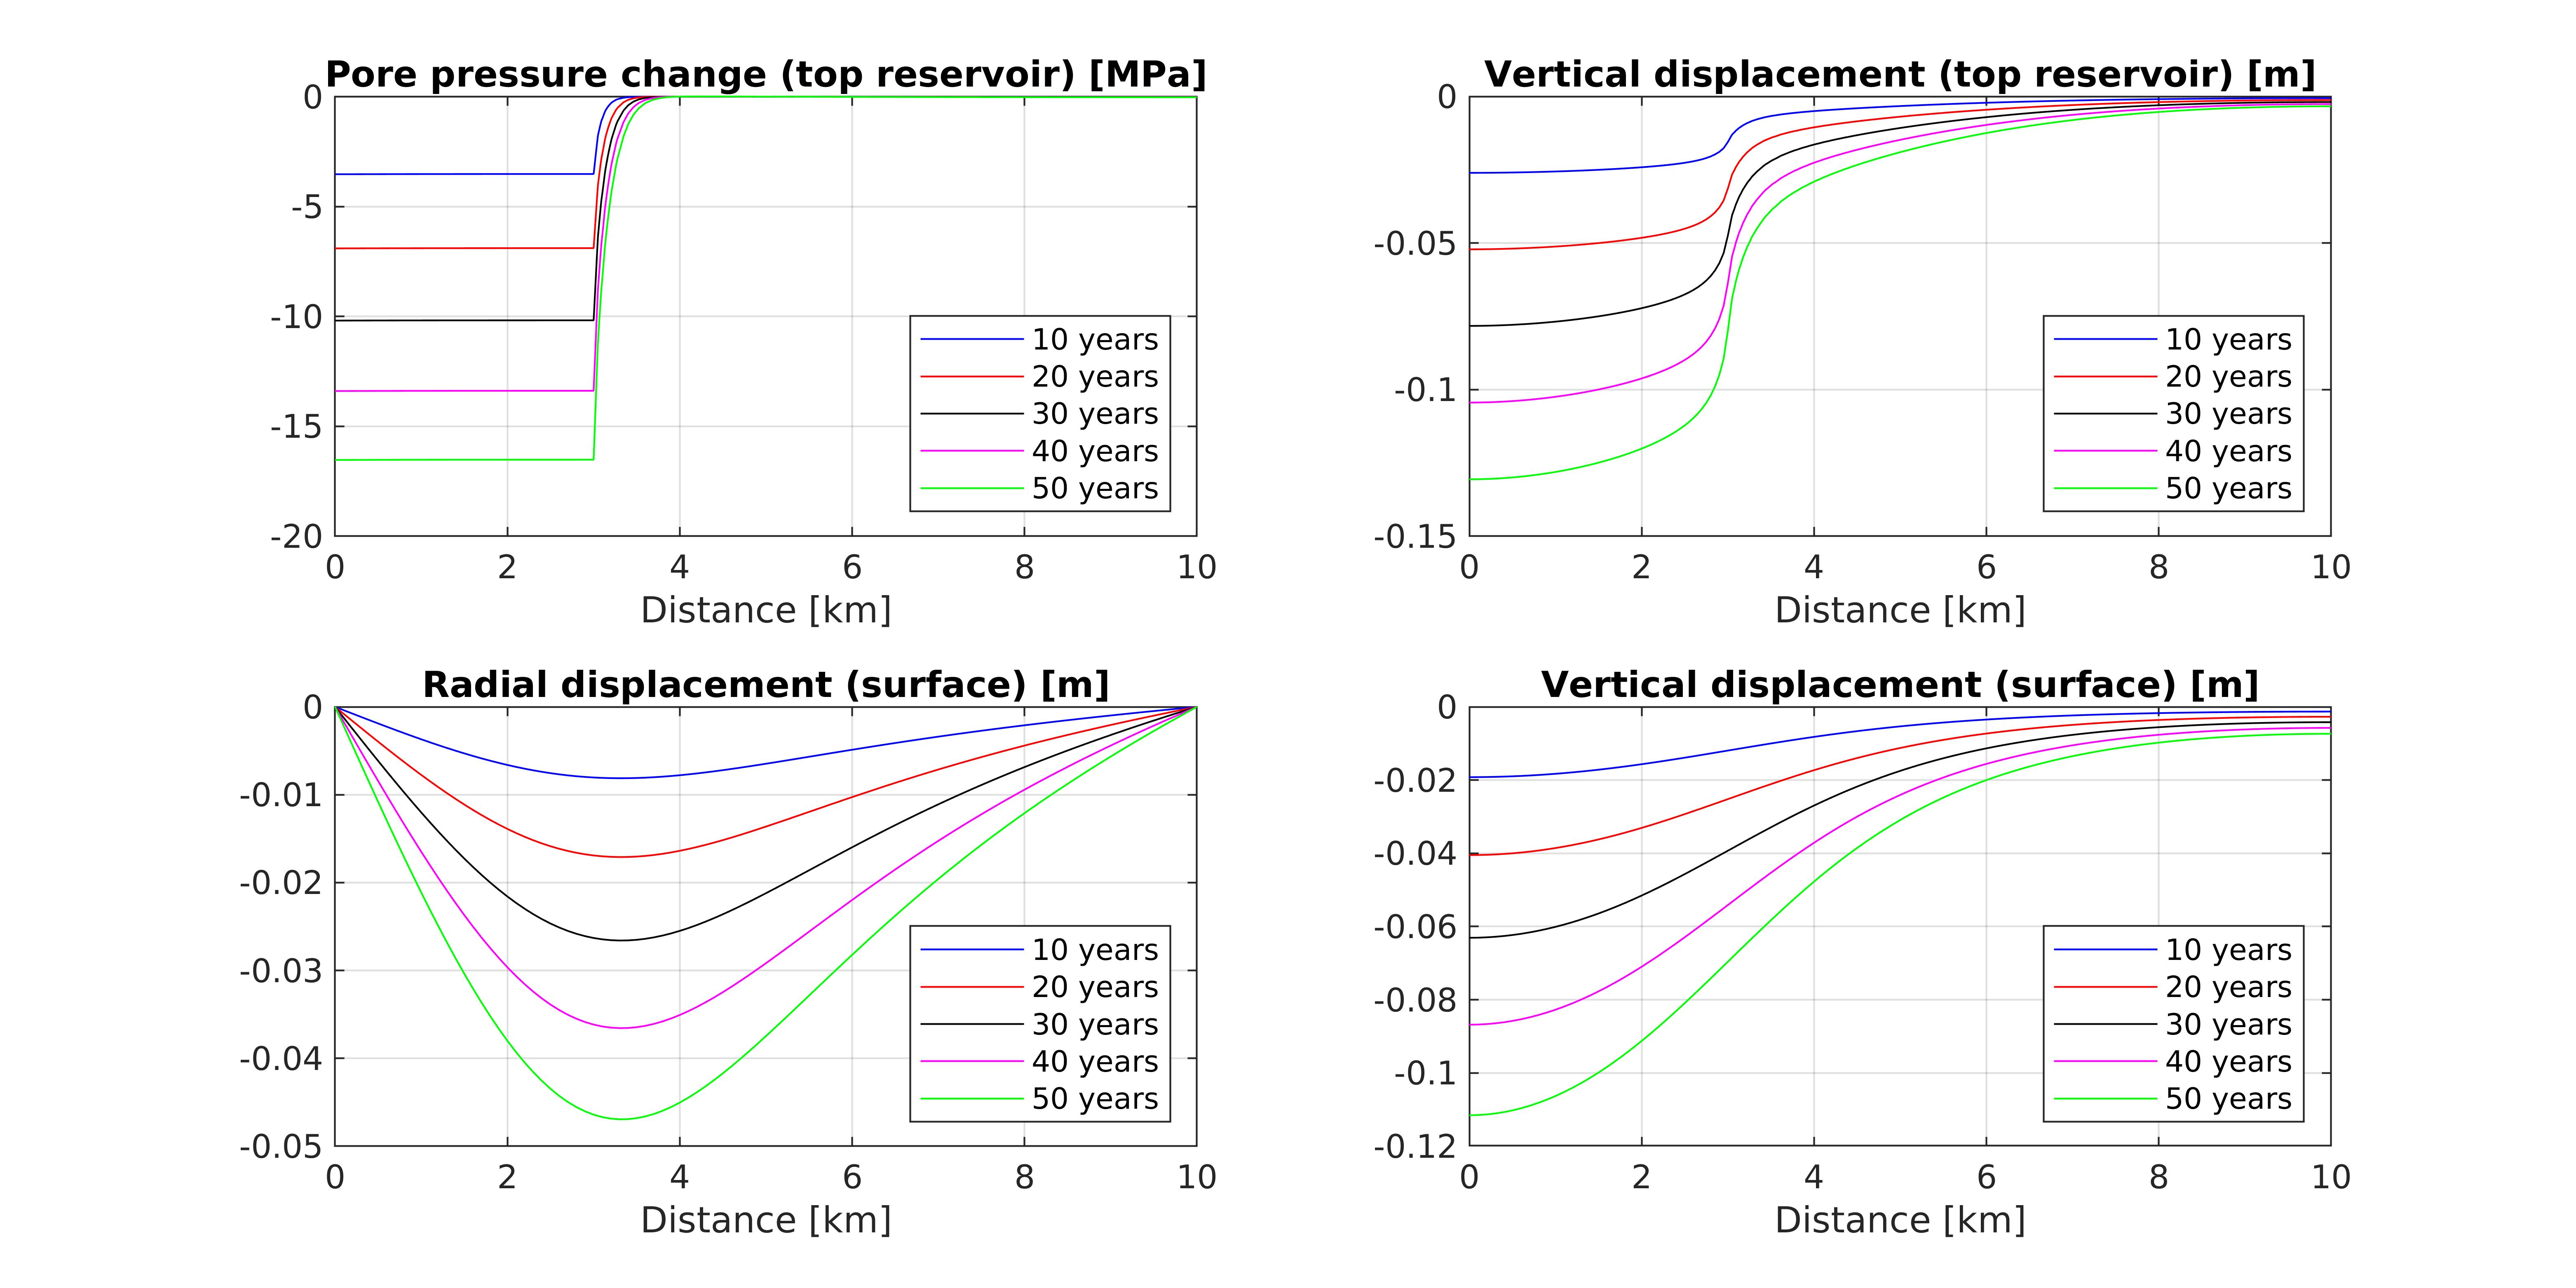 Pore pressure change (top reservoir) [MPa]
0
-5
-10
-15
-20
0 2 4 6 8 10
Distance [km]
10 years
20 years
30 years
40 years
50 years
Vertical displacement (top reservoir) [m]
0
-0.05
-0.1
-0.15
0 2 4 6 8 10
Distance [km]
10 years
20 years
30 years
40 years
50 years
Radial displacement (surface) [m]
0
-0.01
-0.02
-0.03
-0.04
-0.05
0 2 4 6 8 10
Distance [km]
10 years
20 years
30 years
40 years
50 years
Vertical displacement (surface) [m]
0
-0.02
-0.04
-0.06
-0.08
-0.1
-0.12
0 2 4 6 8 10
Distance [km]
10 years
20 years
30 years
40 years
50 years